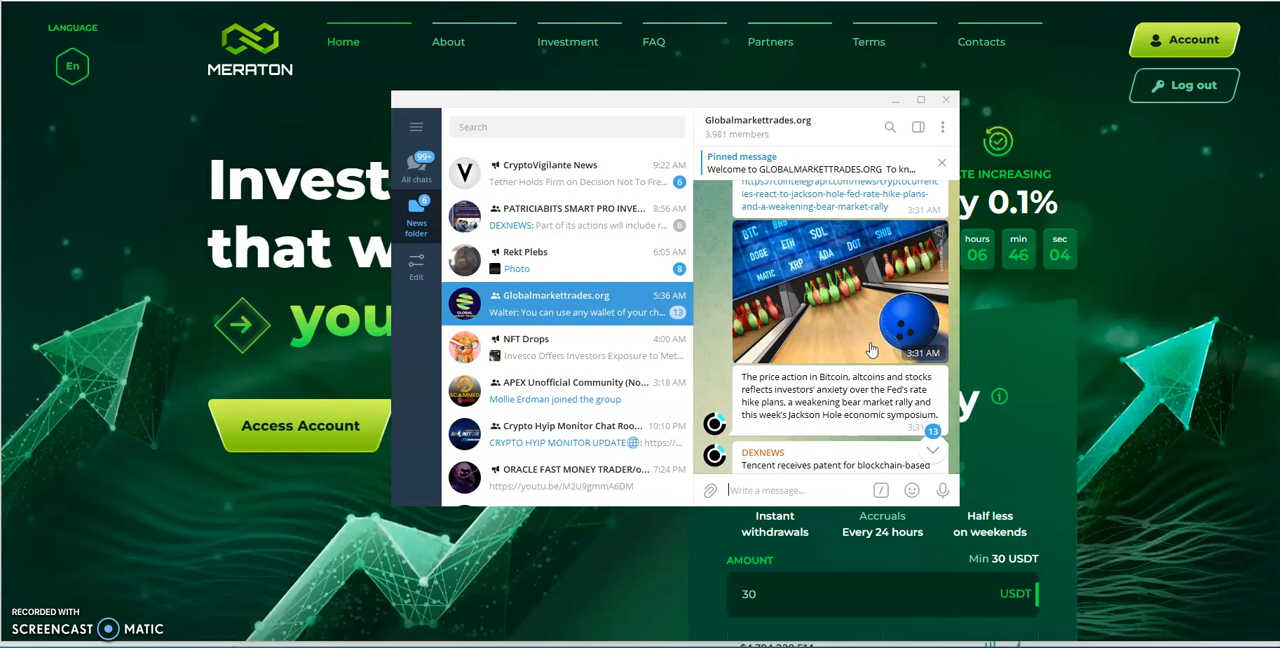 LANGUAGE
En
MERATON
Home
About
Investment
FAQ
Partners
Terms
Contacts
Account
Log out
Invest
that w
you
Access Account
ATE INCREASING
y 0.1%
hours
min
sec
06
46
04
y
Search
99+
All chats
6
News
folder
Edit
CryptoVigilante News
9:22 AM
Tether Holds Firm on Decision Not To Fre...
6
PATRICIABITS SMART PRO INVE...
8:56 AM
DEXNEWS: Part of its actions will include r...
6
Rekt Plebs
6:05 AM
Photo
8
Globalmarkettrades.org
5:36 AM
Walter: You can use any wallet of your ch...
13
NFT Drops
4:00 AM
Invesco Offers Investors Exposure to Met...
APEX Unofficial Community (No...
3:18 AM
Mollie Erdman joined the group
Crypto Hyip Monitor Chat Roo...
10:10 PM
CRYPTO HYIP MONITOR UPDATE🌐: https://...
ORACLE FAST MONEY TRADER/o...
7:24 PM
https://youtu.be/M2U9gmmA6DM
Globalmarkettrades.org
3,981 members
Pinned message
Welcome to GLOBALMARKETTRADES.ORG To kn...
https://cointelegraph.com/news/cryptocurrenc
ies-react-to-jackson-hole-fed-rate-hike-plans-
and-a-weakening-bear-market-rally
3:31 AM
BTC
BNB
SOL
DOGE
ETH
DOT
SHIB
MATIC
XRP
ADA
3:31 AM
The price action in Bitcoin, altcoins and stocks
reflects investors' anxiety over the Fed's rate
hike plans, a weakening bear market rally and
this week's Jackson Hole economic symposium.
3:31
13
DEXNEWS
Tencent receives patent for blockchain-based
Write a message...
Instant
withdrawals
Accruals
Every 24 hours
Half less
on weekends
AMOUNT
Min 30 USDT
30
USDT
RECORDED WITH
SCREENCAST MATIC